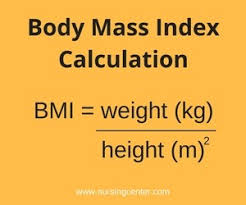 Body Mass Index
Calculation
BMI = weight (kg)
height (m)²
www.nursingcenter.com